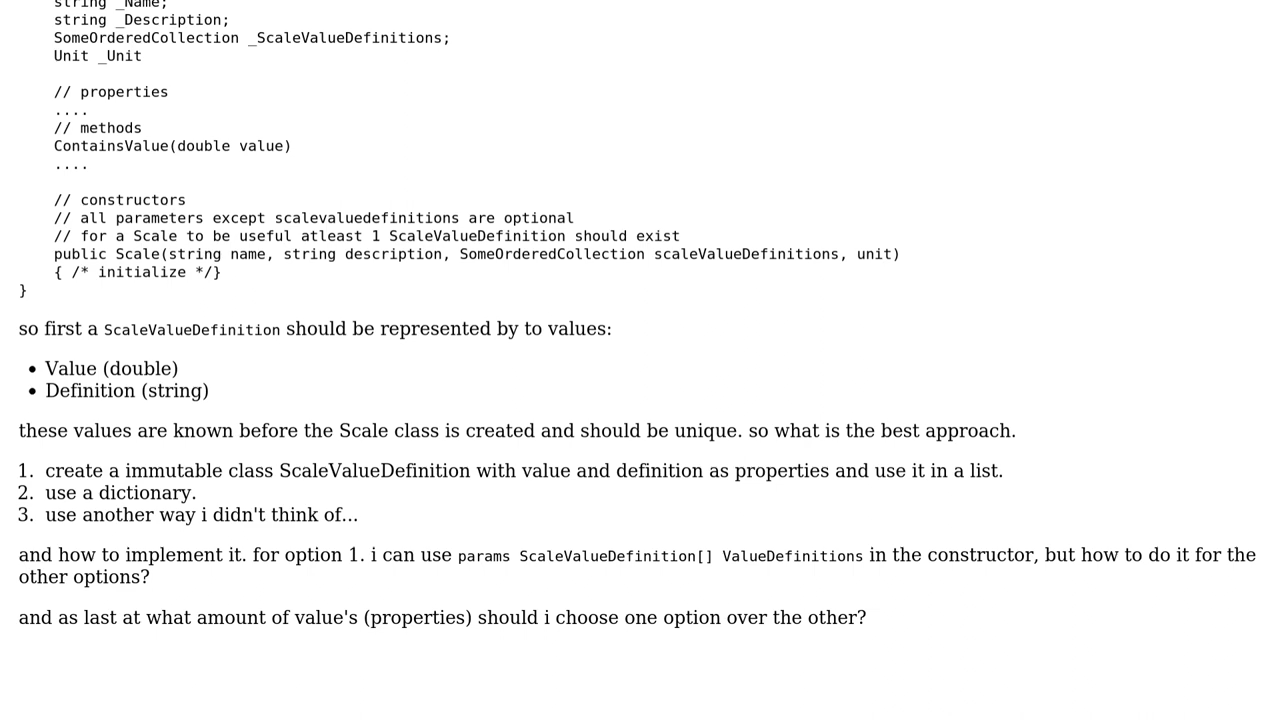 string _Name;
string _Description;
SomeOrderedCollection _ScaleValueDefinitions;
Unit _Unit
// properties
....
// methods
ContainsValue(double value)
....
// constructors
// all parameters except scalevaluedefinitions are optional
// for a Scale to be useful atleast 1 ScaleValueDefinition should exist
public Scale(string name, string description, SomeOrderedCollection scaleValueDefinitions, unit)
{ /* initialize */}
}
so first a ScaleValueDefinition should be represented by to values:
• Value (double)
• Definition (string)
these values are known before the Scale class is created and should be unique. so what is the best approach.
1. create a immutable class ScaleValueDefinition with value and definition as properties and use it in a list.
2. use a dictionary.
3. use another way i didn't think of...
and how to implement it. for option 1. i can use params ScaleValueDefinition[] ValueDefinitions in the constructor, but how to do it for the
other options?
and as last at what amount of value's (properties) should i choose one option over the other?